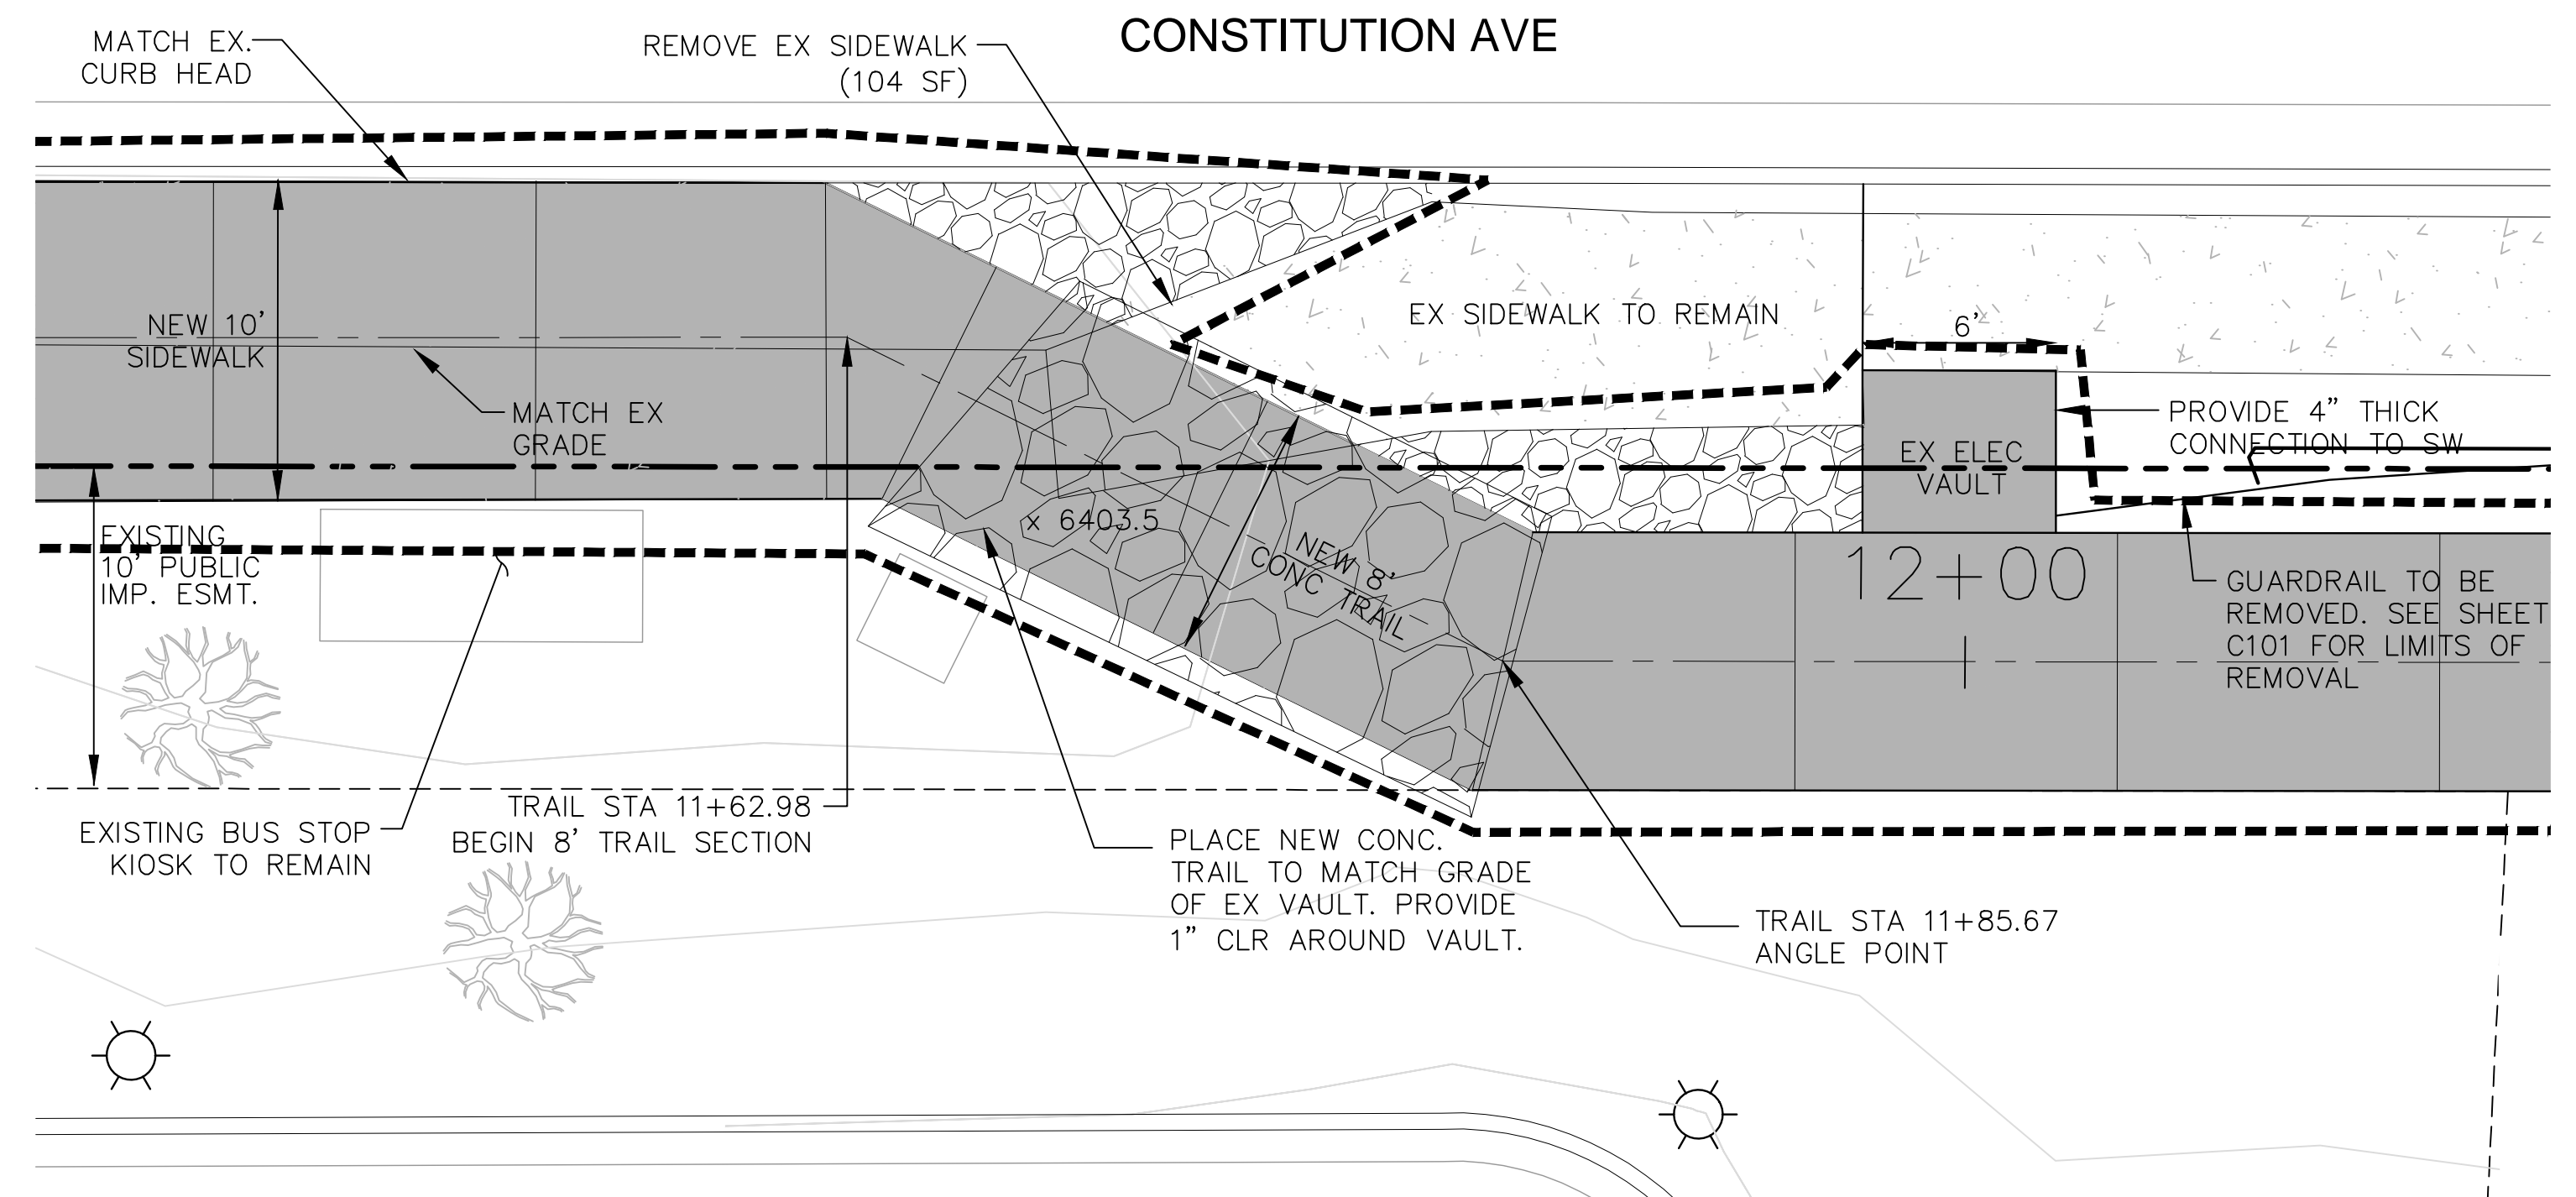 CONSTITUTION AVE
MATCH EX.
CURB HEAD
REMOVE EX SIDEWALK
(104 SF)
NEW 10'
SIDEWALK
MATCH EX
GRADE
EX SIDEWALK TO REMAIN
6'
PROVIDE 4" THICK
CONNECTION TO SW
EX ELEC
VAULT
EXISTING
10' PUBLIC
IMP. ESMT.
x 6403.5
NEW 8'
CONC TRAIL
12+00
GUARDRAIL TO BE
REMOVED. SEE SHEET
C101 FOR LIMITS OF
REMOVAL
EXISTING BUS STOP
KIOSK TO REMAIN
TRAIL STA 11+62.98
BEGIN 8' TRAIL SECTION
PLACE NEW CONC.
TRAIL TO MATCH GRADE
OF EX VAULT. PROVIDE
1" CLR AROUND VAULT.
TRAIL STA 11+85.67
ANGLE POINT